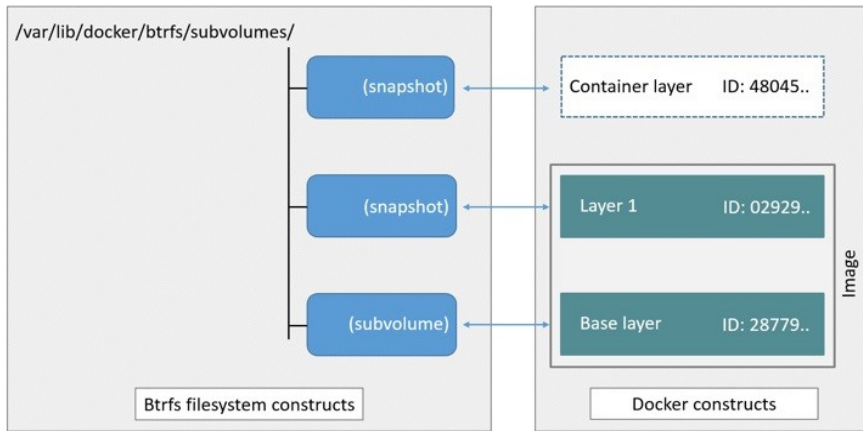 /var/lib/docker/btrfs/subvolumes/
(snapshot)
Container layer ID: 48045..
(snapshot)
Layer 1 ID: 02929..
(subvolume)
Base layer ID: 28779..
Image
Btrfs filesystem constructs
Docker constructs